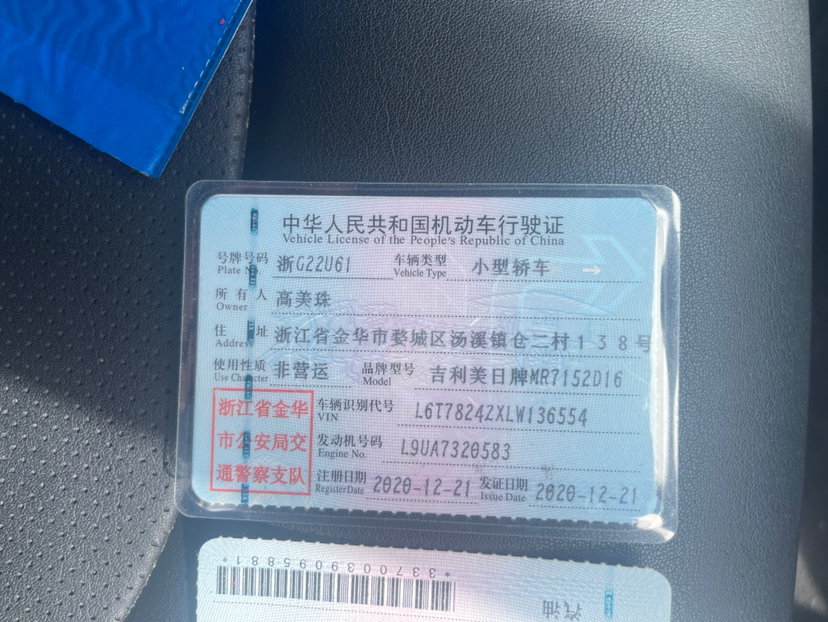 中华人民共和国机动车行驶证
Vehicle License of the People's Republic of China
号牌号码 浙G22U61 车辆类型 小型轿车
Plate No. Vehicle Type
所有人 高美珠
Owner
住址 浙江省金华市婺城区汤溪镇仓二村138号
Address
使用性质 非营运 品牌型号 吉利美日牌MR7152D16
Use Character Model
浙江省金华
市公安局交
通警察支队
车辆识别代号 L6T7824ZXLW136554
VIN
发动机号码 L9UA7320583
Engine No.
注册日期 2020-12-21 发证日期 2020-12-21
Register Date Issue Date
*3370039095881*
汽油